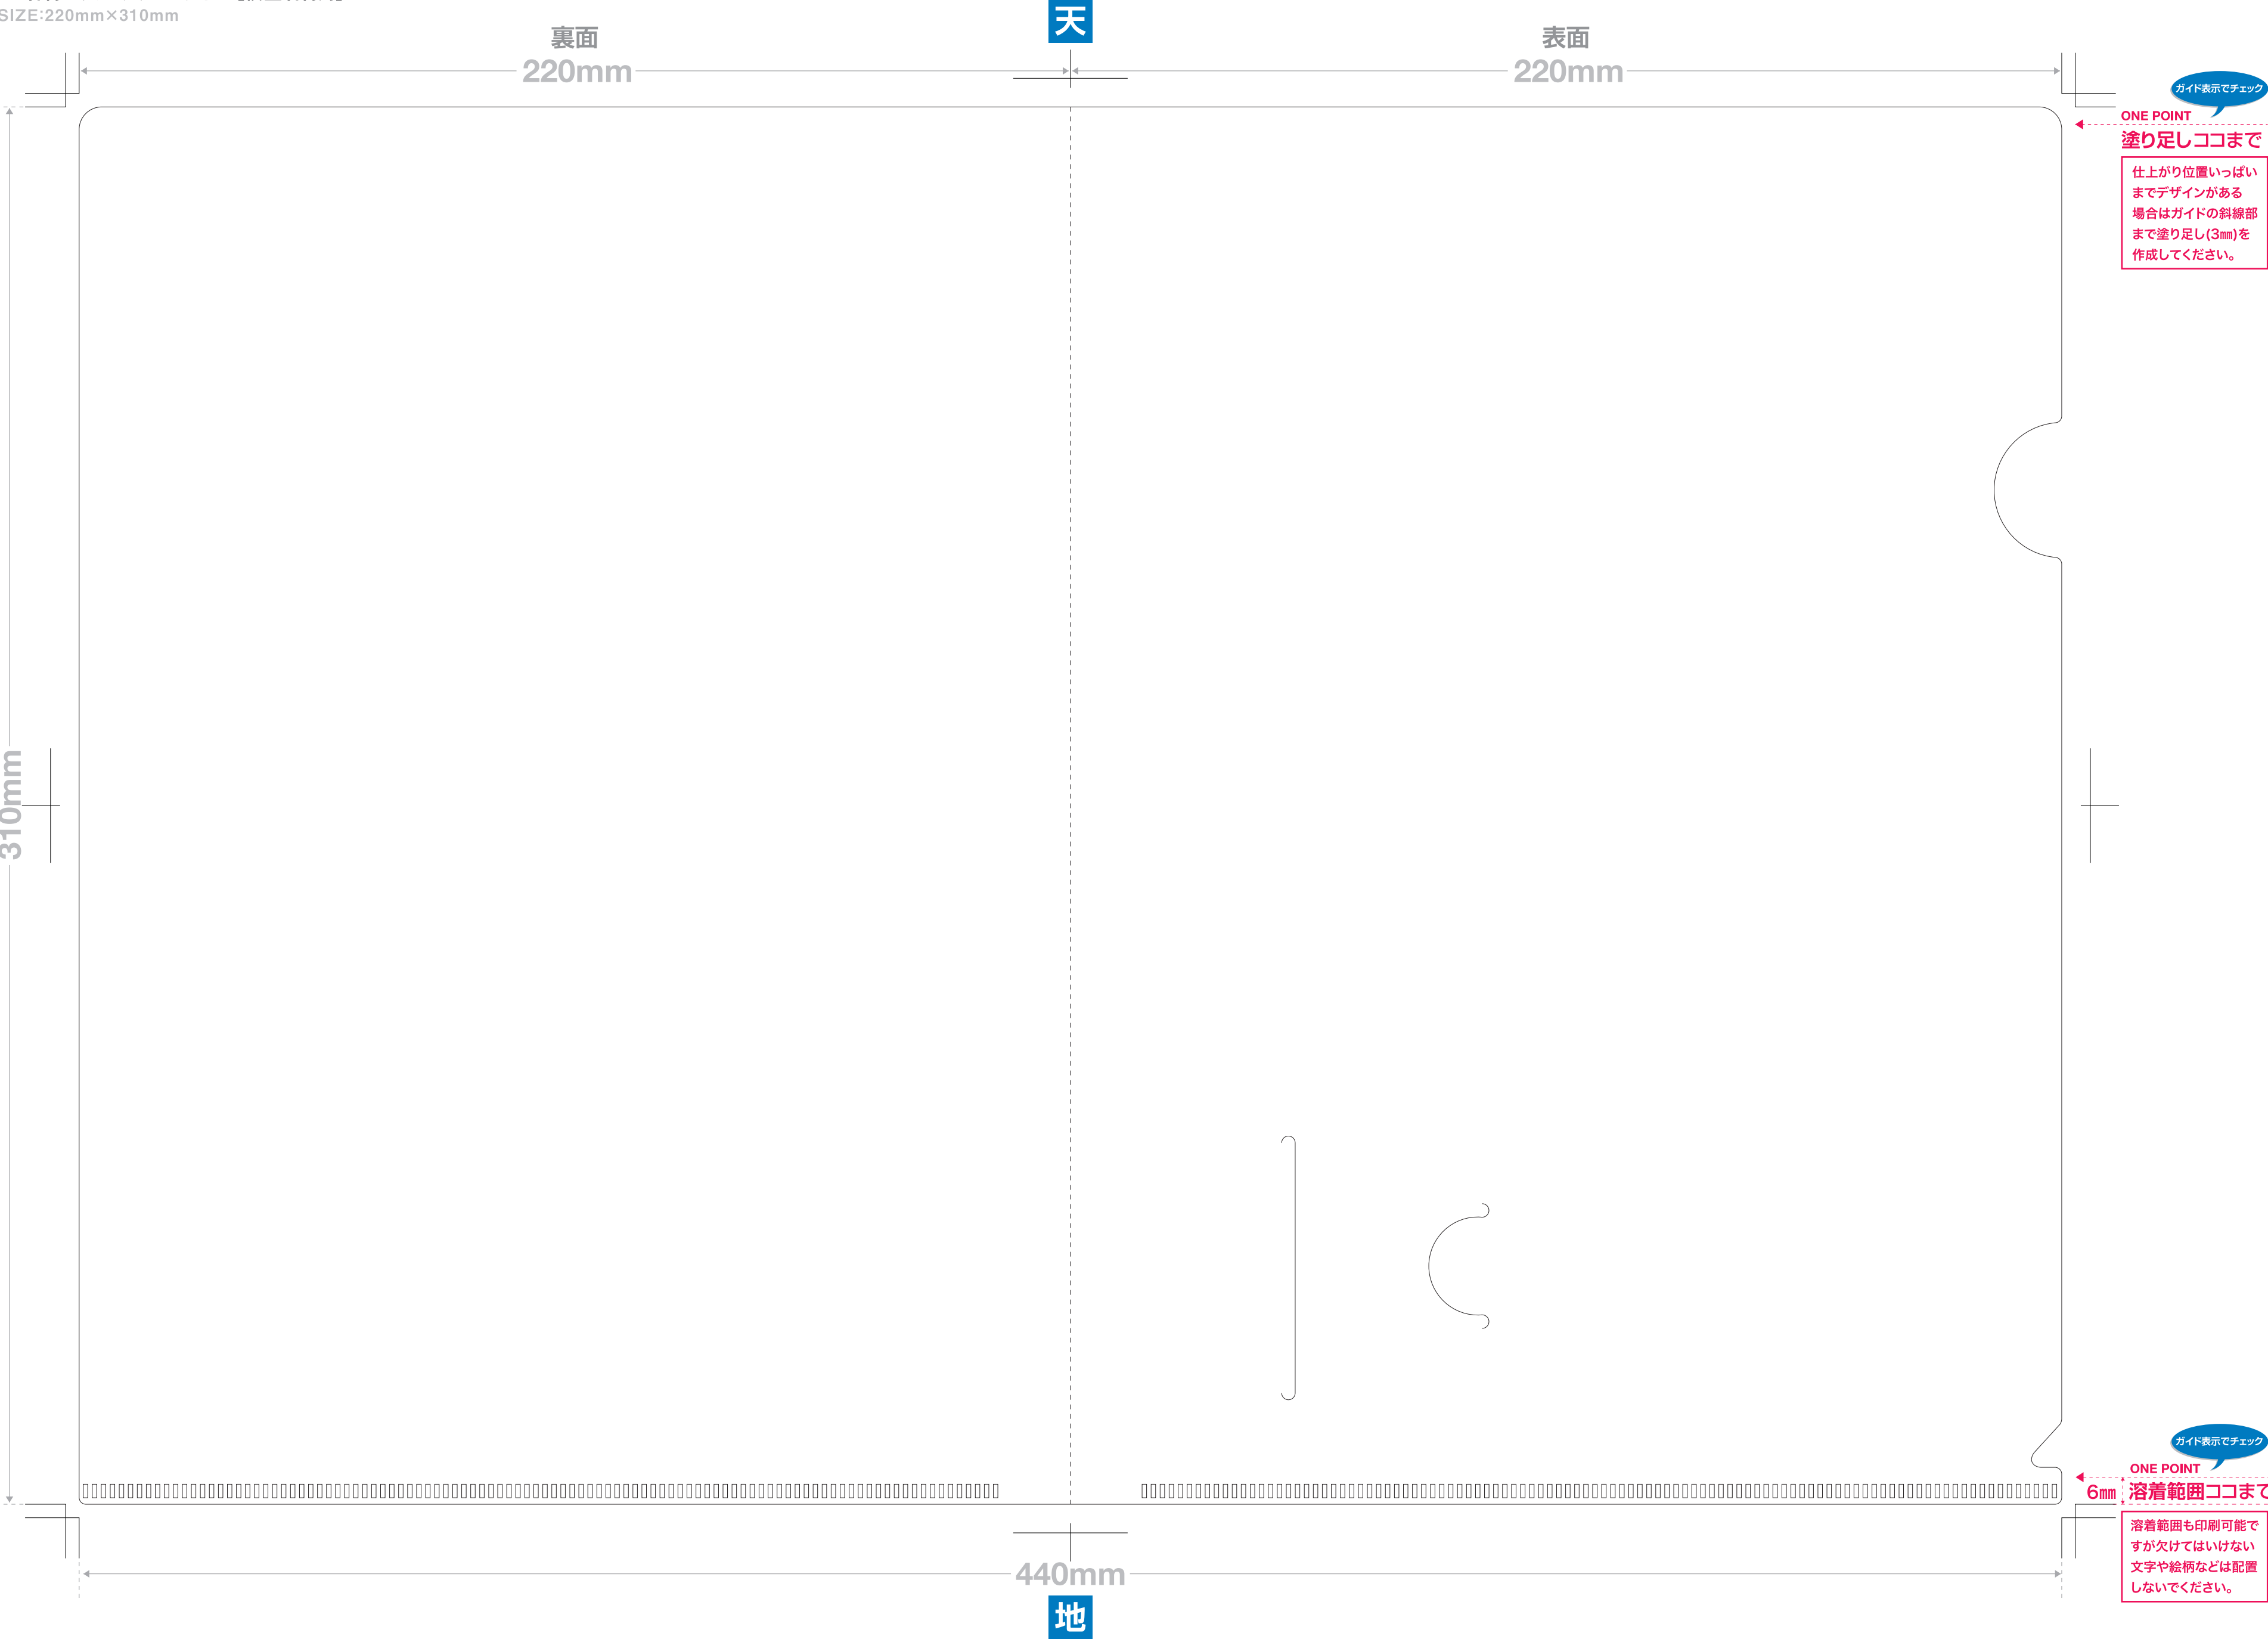 SIZE:220mm×310mm
天
裏面
220mm
表面
220mm
ガイド表示でチェック
ONE POINT
塗り足しココまで
仕上がり位置いっぱい
までデザインがある
場合はガイドの斜線部
まで塗り足し(3㎜)を
作成してください。
310mm
ガイド表示でチェック
ONE POINT
6㎜
溶着範囲ココまで
溶着範囲も印刷可能で
すが欠けてはいけない
文字や絵柄などは配置
しないでください。
440mm
地